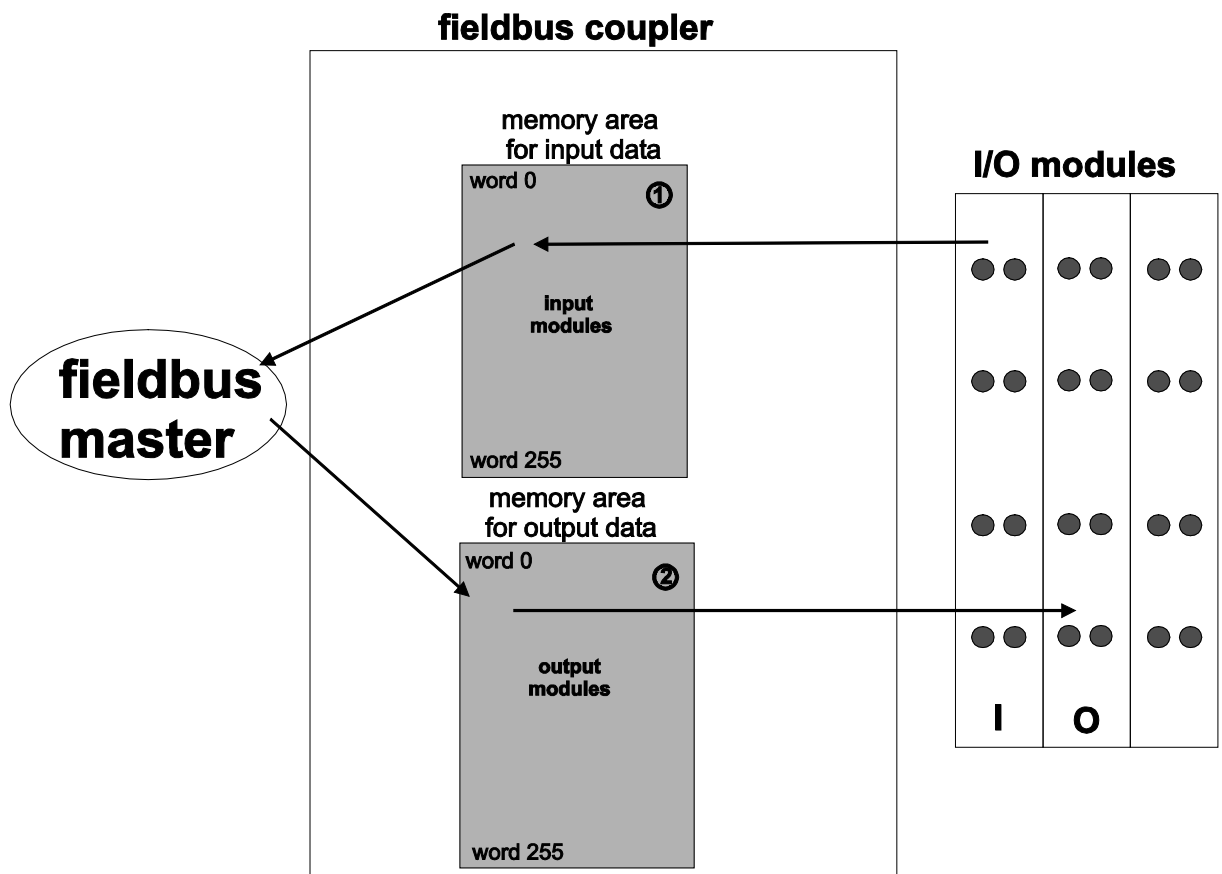 fieldbus coupler
memory area
for input data
word 0
1
input
modules
word 255
I/O modules
fieldbus
master
memory area
for output data
word 0
2
output
modules
word 255
I
O